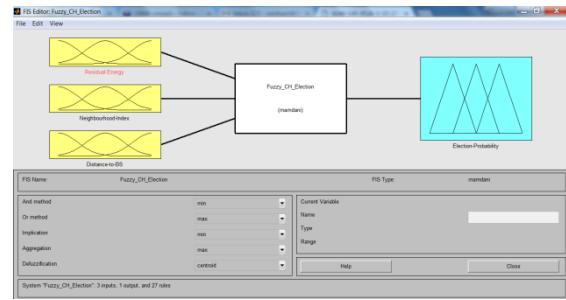 FIS Editor: Fuzzy_CH_Election
File Edit View
Residual Energy
Neighbourhood-Index
Distance-to-BS
Fuzzy_CH_Election
(mamdani)
Election-Probability
FIS Name: Fuzzy_CH_Election FIS Type: mamdani
And method min
Or method max
Implication min
Aggregation max
Defuzzification centroid
Current Variable
Name
Type
Range
Help Close
System "Fuzzy_CH_Election": 3 inputs, 1 output, and 27 rules